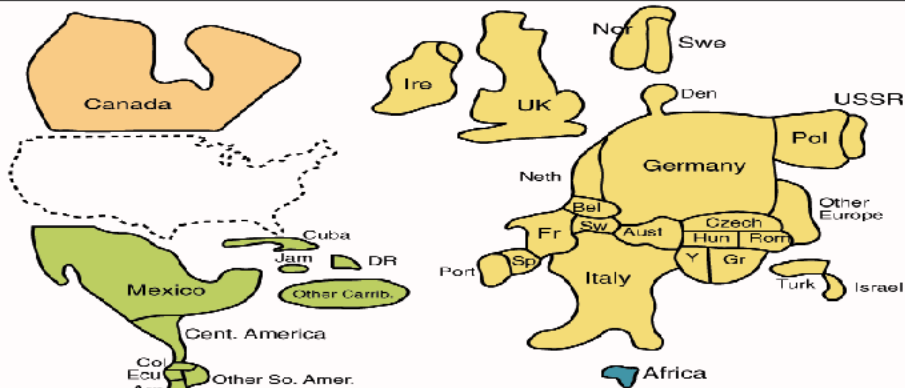 Canada
Ire
UK
Nor
Swe
Den
USSR
Pol
Germany
Neth
Bel
Other
Europe
Fr
Sw
Aust
Czech
Hun
Rom
Port
Sp
Italy
Y
Gr
Turk
Israel
Cuba
Jam
DR
Mexico
Other Carrib.
Cent. America
Col
Ecu
Other So. Amer.
Africa